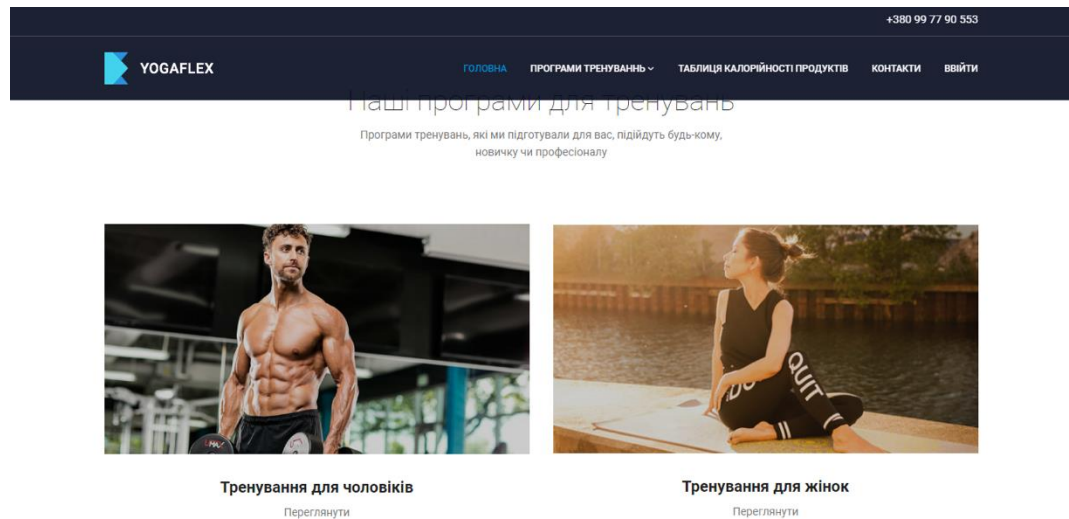 +380 99 77 90 553
YOGAFLEX
ГОЛОВНА ПРОГРАМИ ТРЕНУВАННЬ ТАБЛИЦЯ КАЛОРІЙНОСТІ ПРОДУКТІВ КОНТАКТИ ВВІЙТИ
Наші програми для тренувань
Програми тренувань, які ми підготували для вас, підійдуть будь-кому,
новичку чи професіоналу
QUIT
Тренування для чоловіків
Тренування для жінок
Переглянути
Переглянути